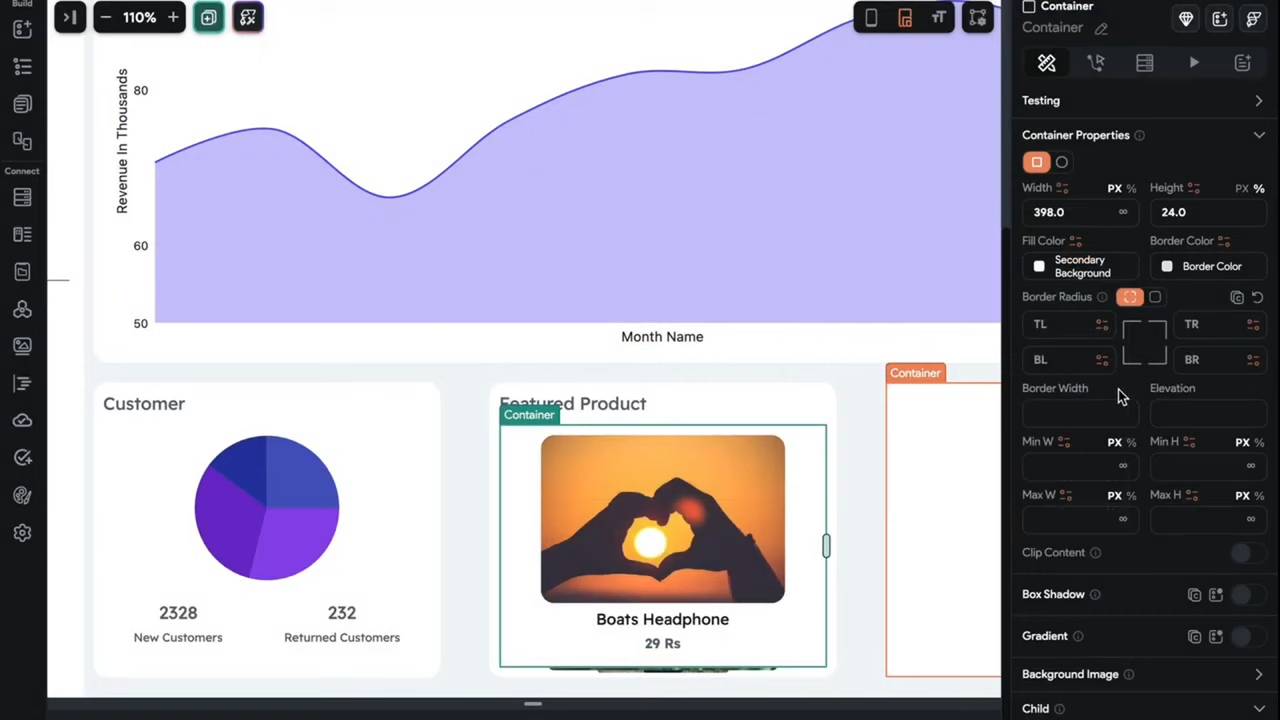 Build
110%
Container
Container
Testing
Container Properties
Width PX %
Height PX %
398.0
24.0
Fill Color
Border Color
Secondary
Background
Border Color
Border Radius
TL
TR
BL
BR
Border Width
Elevation
Min W PX %
Min H PX %
Max W PX %
Max H PX %
Clip Content
Box Shadow
Gradient
Background Image
Child
Connect
Revenue In Thousands
80
60
50
Month Name
Customer
2328
232
New Customers
Returned Customers
Featured Product
Container
Boats Headphone
29 Rs
Container